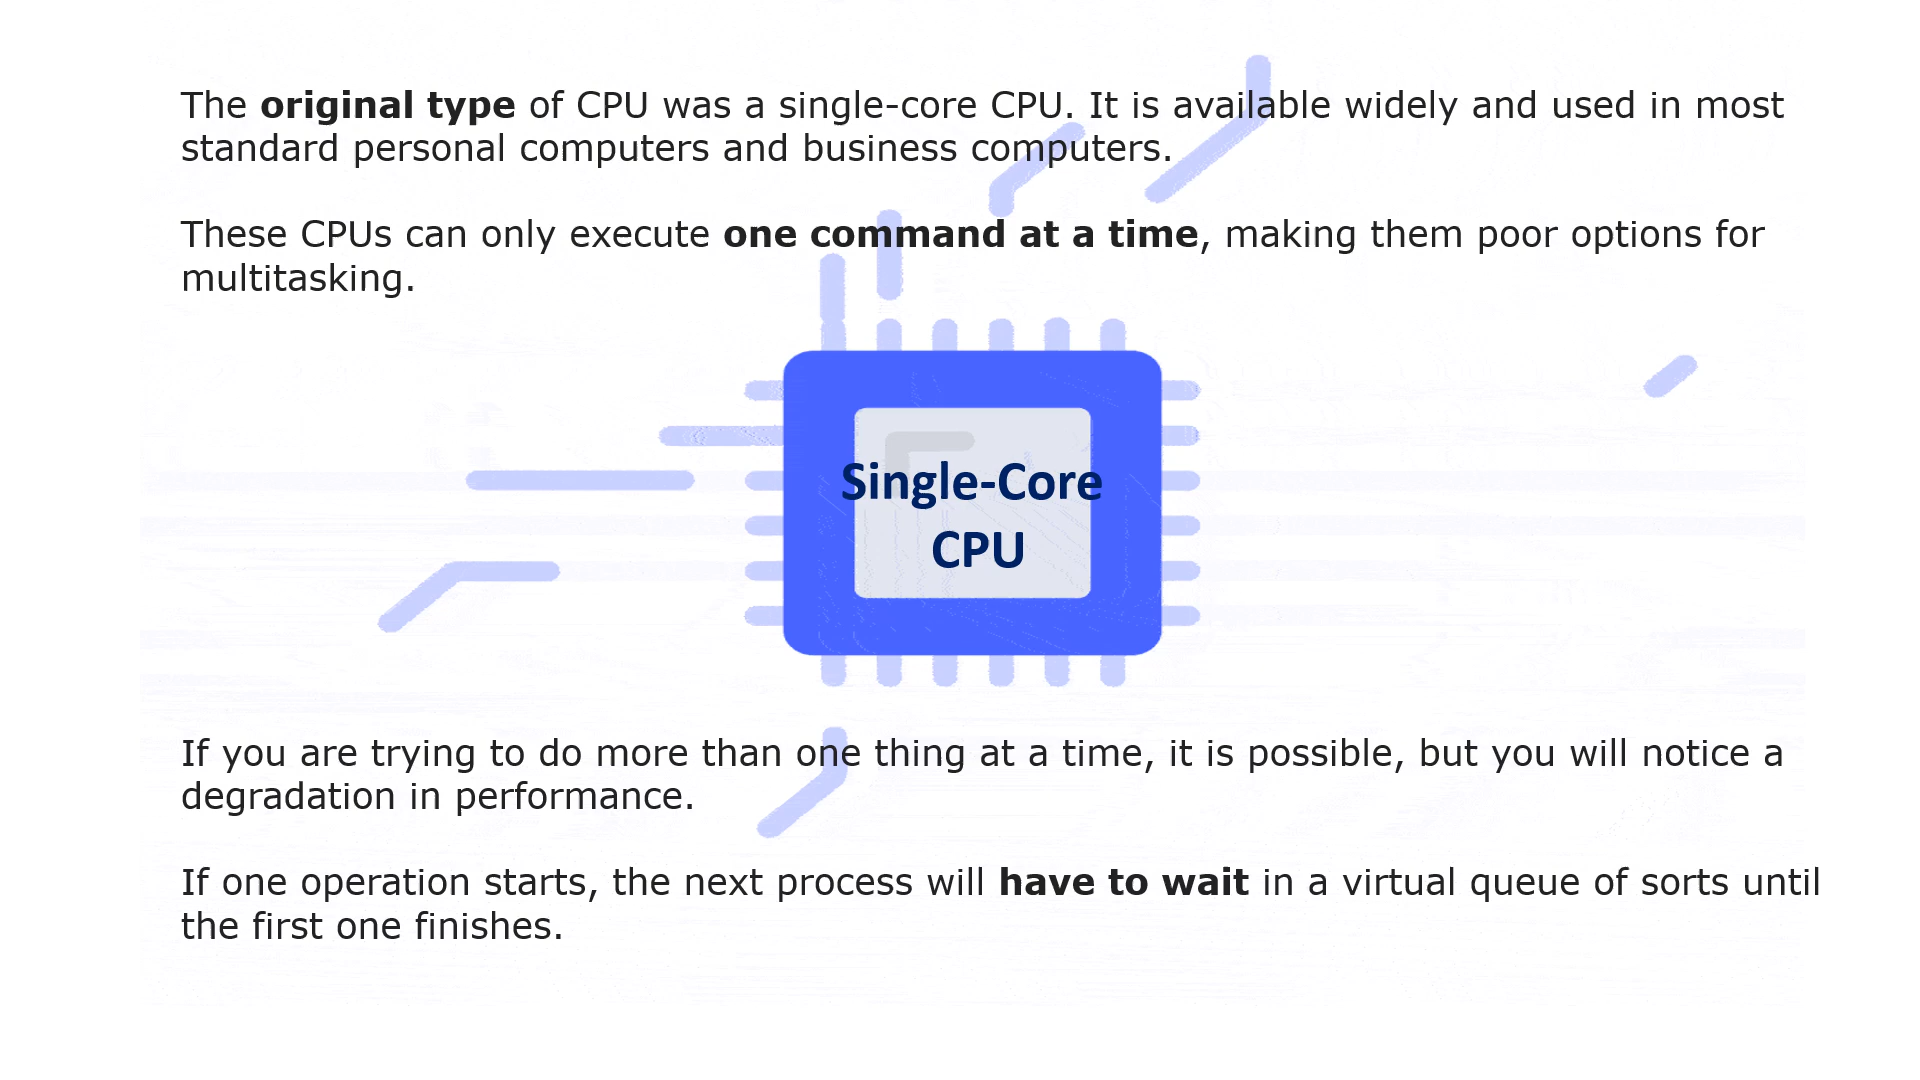 The original type of CPU was a single-core CPU. It is available widely and used in most
standard personal computers and business computers.
These CPUs can only execute one command at a time, making them poor options for
multitasking.
Single-Core
CPU
If you are trying to do more than one thing at a time, it is possible, but you will notice a
degradation in performance.
If one operation starts, the next process will have to wait in a virtual queue of sorts until
the first one finishes.